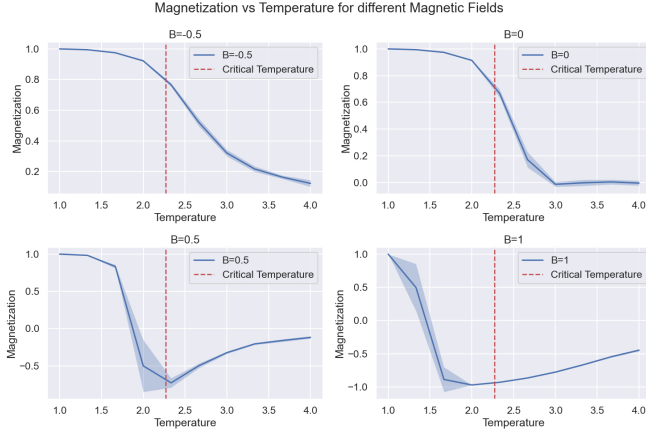 Magnetization vs Temperature for different Magnetic Fields
B=-0.5
1.0
0.8
0.6
0.4
0.2
Magnetization
B=-0.5
Critical Temperature
1.0 1.5 2.0 2.5 3.0 3.5 4.0
Temperature
B=0
1.0
0.8
0.6
0.4
0.2
0.0
Magnetization
B=0
Critical Temperature
1.0 1.5 2.0 2.5 3.0 3.5 4.0
Temperature
B=0.5
1.0
0.5
0.0
−0.5
Magnetization
B=0.5
Critical Temperature
1.0 1.5 2.0 2.5 3.0 3.5 4.0
Temperature
B=1
1.0
0.5
0.0
−0.5
−1.0
Magnetization
B=1
Critical Temperature
1.0 1.5 2.0 2.5 3.0 3.5 4.0
Temperature